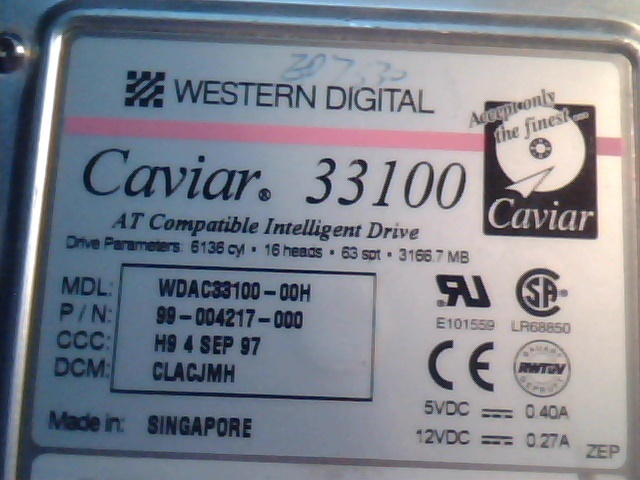 WESTERN DIGITAL
Accept only
the finest
Caviar® 33100
Caviar
AT Compatible Intelligent Drive
Drive Parameters: 6136 cyl • 16 heads • 63 spt • 3166.7 MB
MDL: WDAC33100-00H
P/N: 99-004217-000
CCC: H9 4 SEP 97
DCM: CLACJMH
E101559
LR68850
Made in: SINGAPORE
5VDC 0.40A
12VDC 0.27A
ZEP